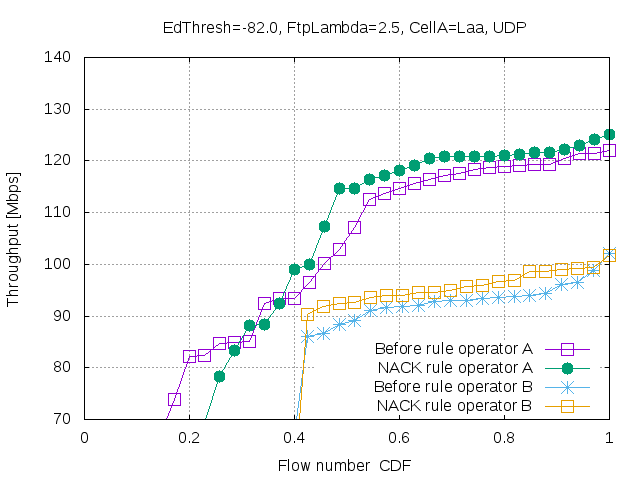 EdThresh=-82.0, FtpLambda=2.5, CellA=Laa, UDP
140
130
120
110
100
90
80
70
Throughput [Mbps]
Before rule operator A
NACK rule operator A
Before rule operator B
NACK rule operator B
0
0.2
0.4
0.6
0.8
1
Flow number  CDF